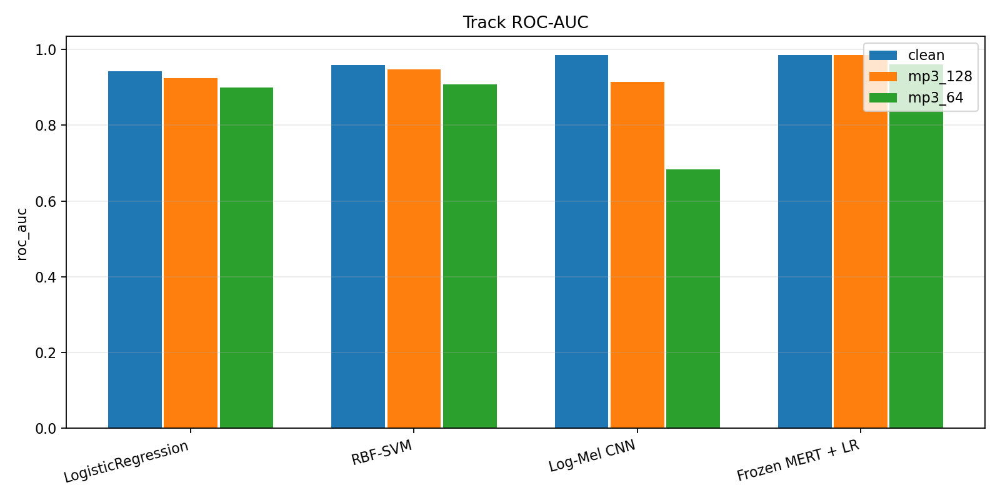 Track ROC-AUC
roc_auc
1.0
0.8
0.6
0.4
0.2
0.0
clean
mp3_128
mp3_64
LogisticRegression
RBF-SVM
Log-Mel CNN
Frozen MERT + LR